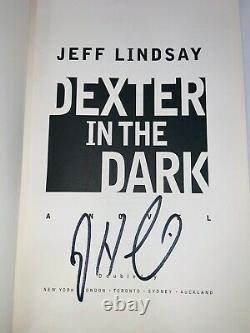 JEFF LINDSAY
DEXTER
IN THE
DARK
A NOVEL
Doubleday
NEW YORK LONDON · TORONTO · SYDNEY · AUCKLAND